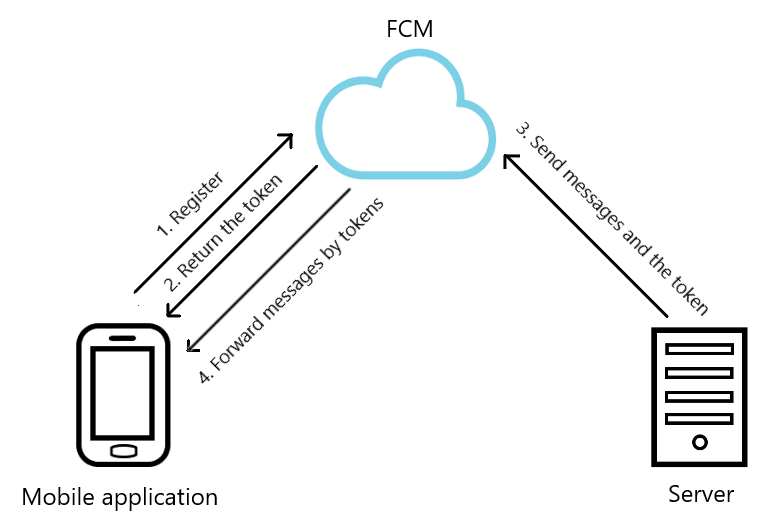 FCM
1. Register
2. Return the token
3. Send messages and the token
4. Forward messages by tokens
Mobile application
Server